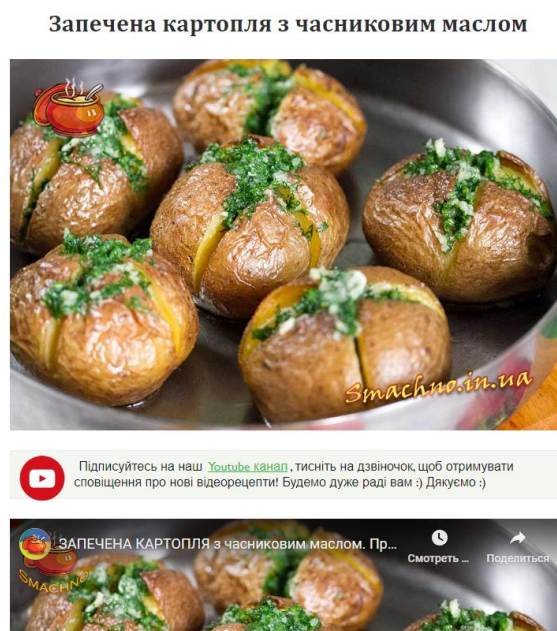 Запечена картопля з часниковим маслом
Smachno.in.ua
Підписуйтесь на наш Youtube канал, тисніть на дзвіночок, щоб отримувати
сповіщення про нові відеорецепти! Будемо дуже раді вам :) Дякуємо :)
ЗАПЕЧЕНА КАРТОПЛЯ з часниковим маслом. Пр...
Смотреть ...
Поделиться
SMACHNO